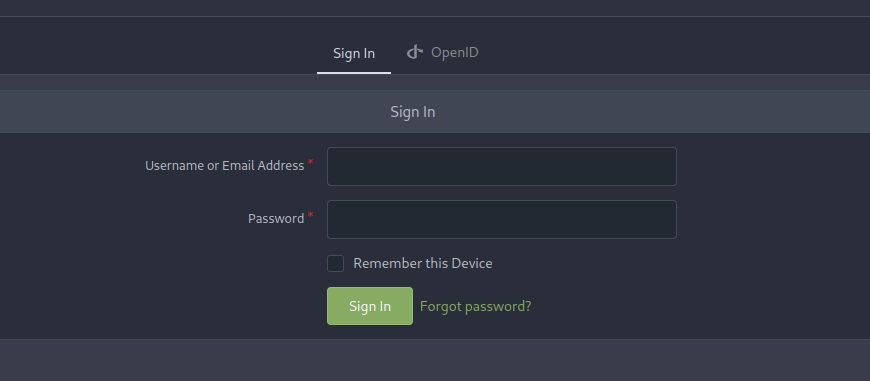 Sign In OpenID
Sign In
Username or Email Address *
Password *
Remember this Device
Sign In Forgot password?